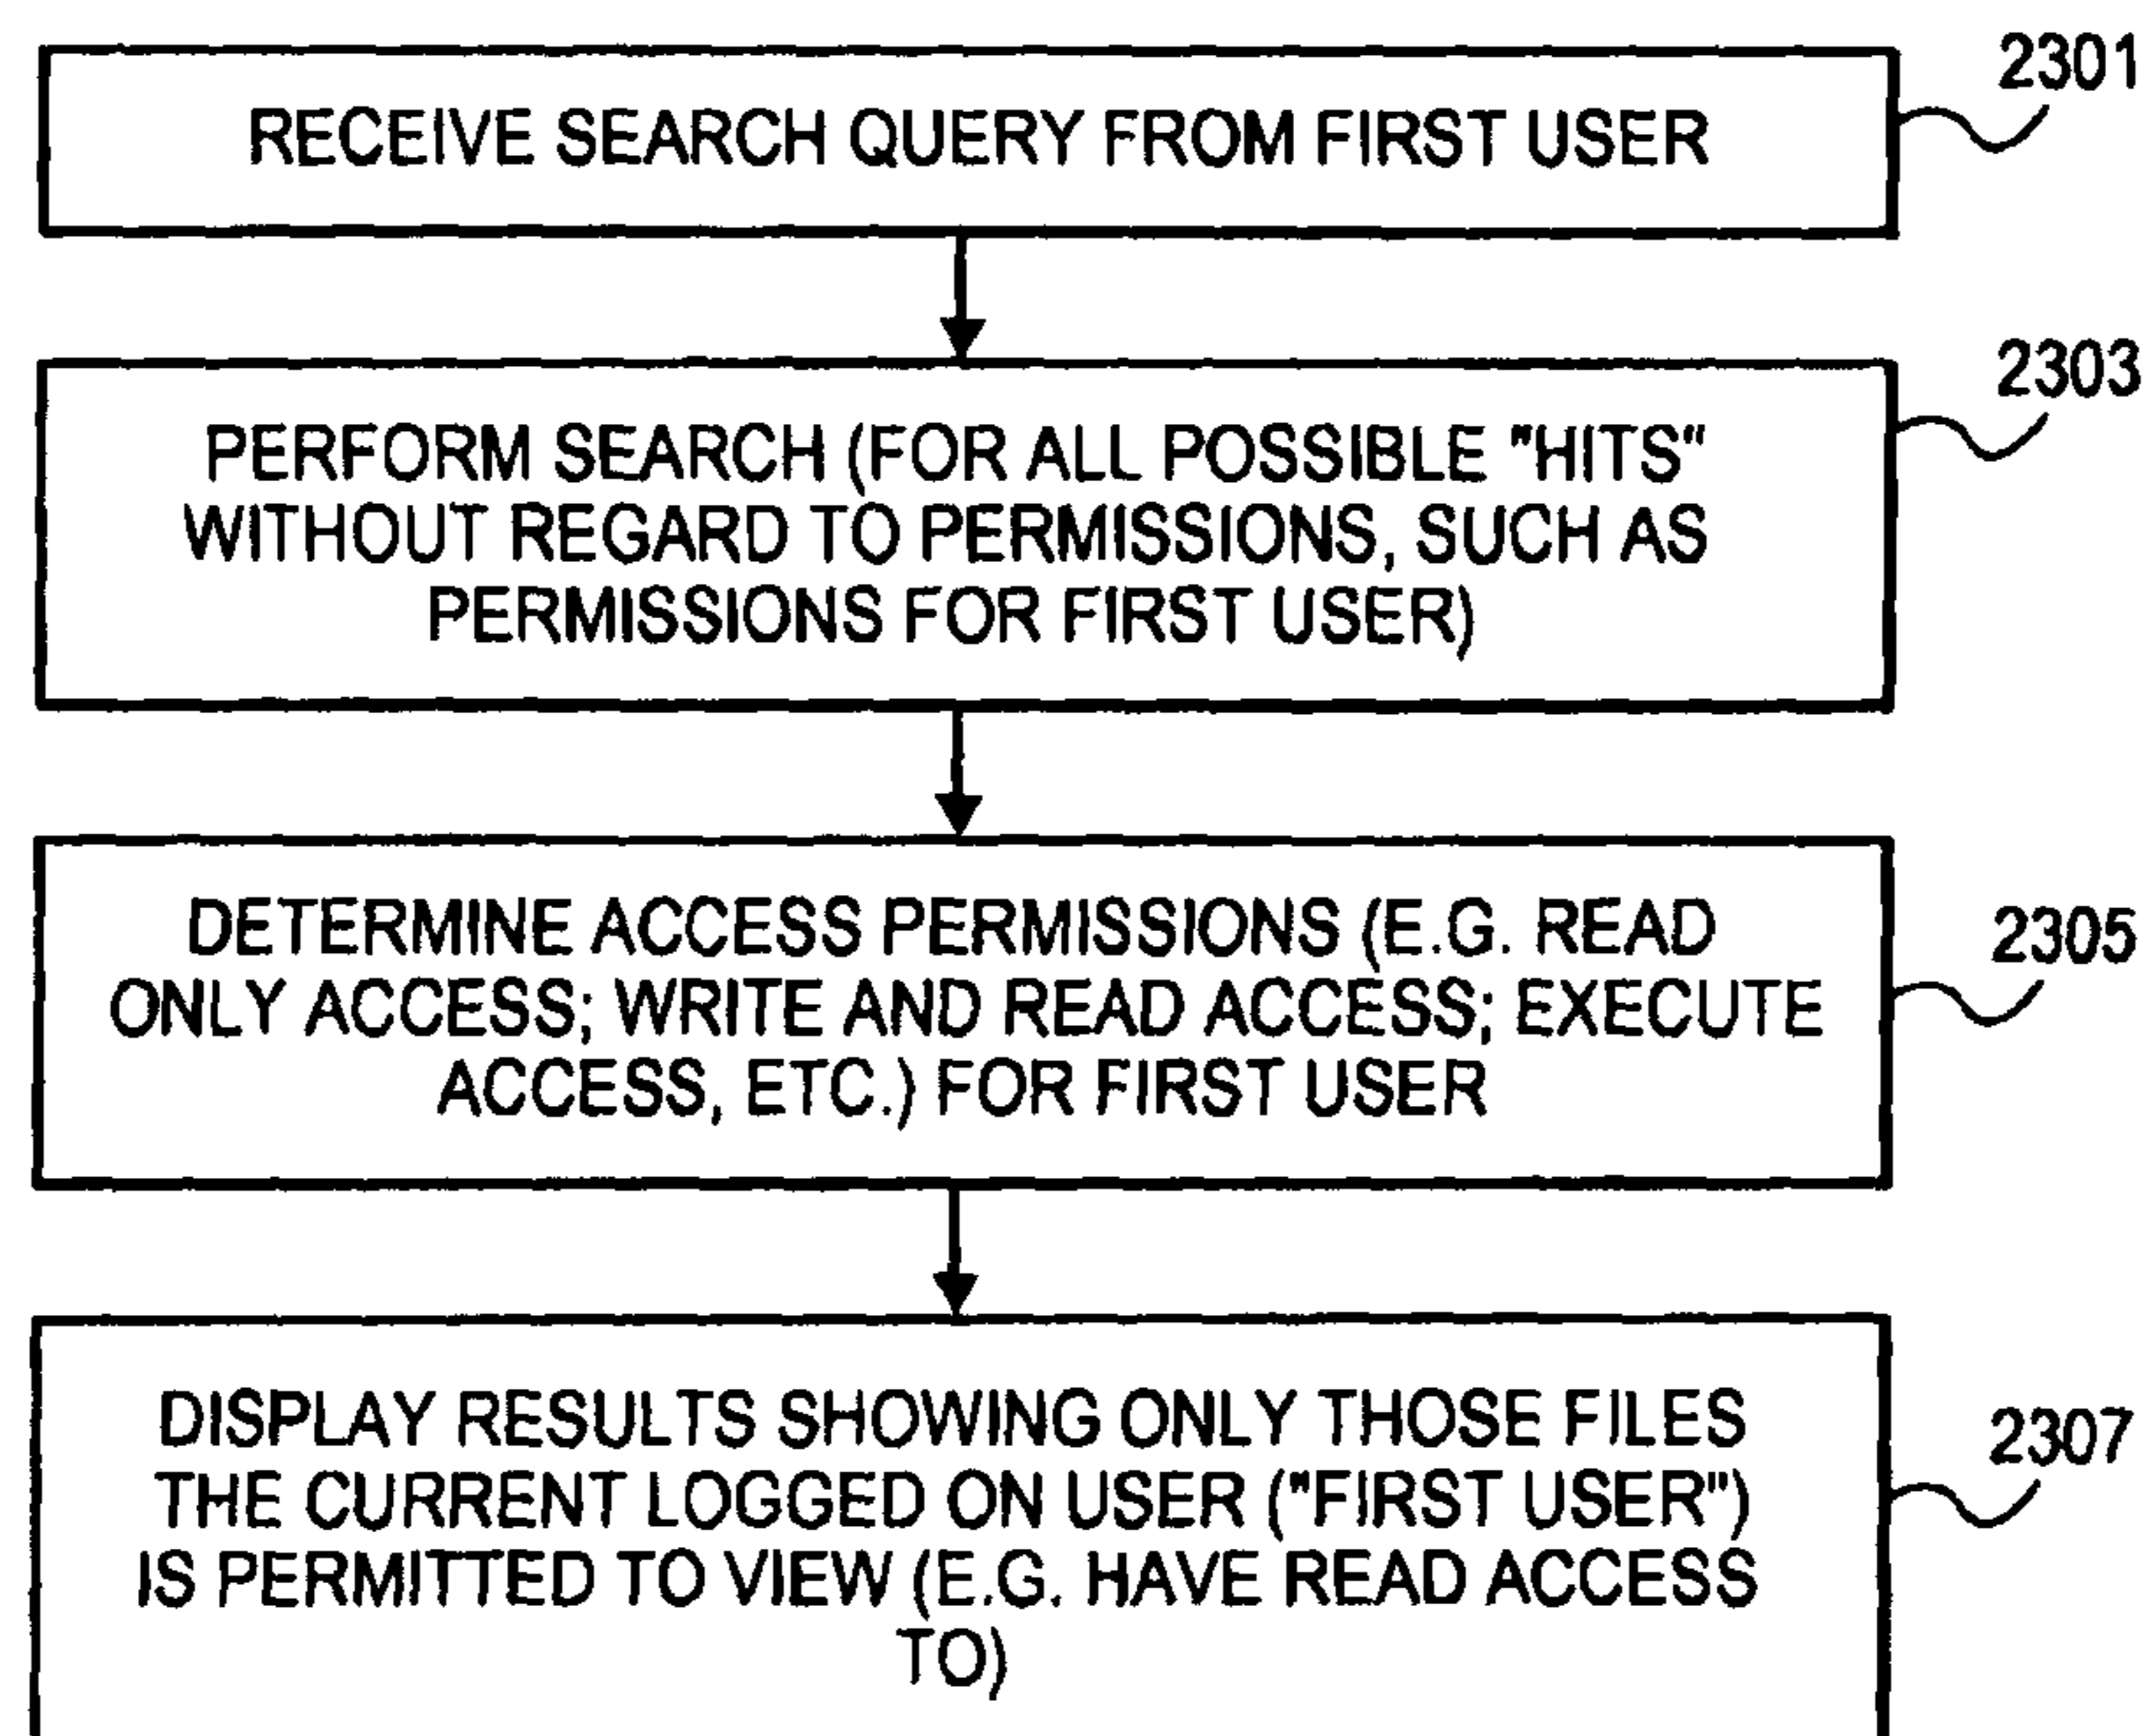 2301
RECEIVE SEARCH QUERY FROM FIRST USER
2303
PERFORM SEARCH (FOR ALL POSSIBLE "HITS"
WITHOUT REGARD TO PERMISSIONS, SUCH AS
PERMISSIONS FOR FIRST USER)
2305
DETERMINE ACCESS PERMISSIONS (E.G. READ
ONLY ACCESS; WRITE AND READ ACCESS; EXECUTE
ACCESS, ETC.) FOR FIRST USER
2307
DISPLAY RESULTS SHOWING ONLY THOSE FILES
THE CURRENT LOGGED ON USER ("FIRST USER")
IS PERMITTED TO VIEW (E.G. HAVE READ ACCESS
TO)